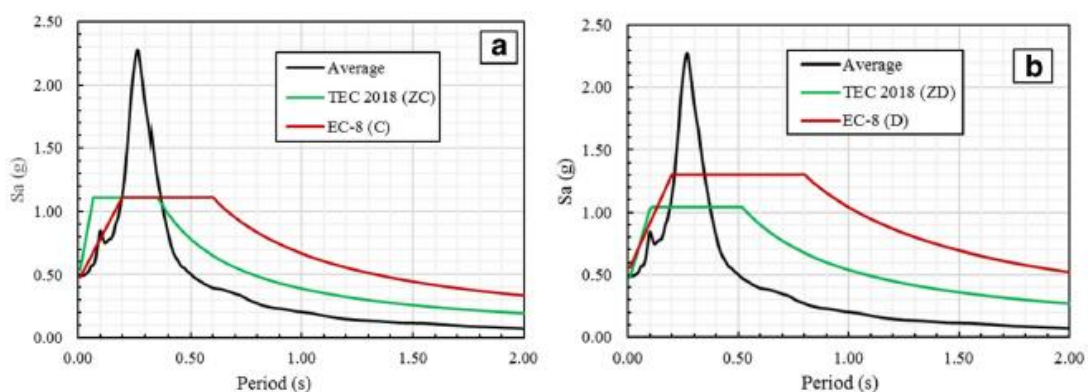 a
Average
TEC 2018 (ZC)
EC-8 (C)
Sa (g)
2.50
2.00
1.50
1.00
0.50
0.00
0.00 0.50 1.00 1.50 2.00
Period (s)
b
Average
TEC 2018 (ZD)
EC-8 (D)
Sa (g)
2.50
2.00
1.50
1.00
0.50
0.00
0.00 0.50 1.00 1.50 2.00
Period (s)